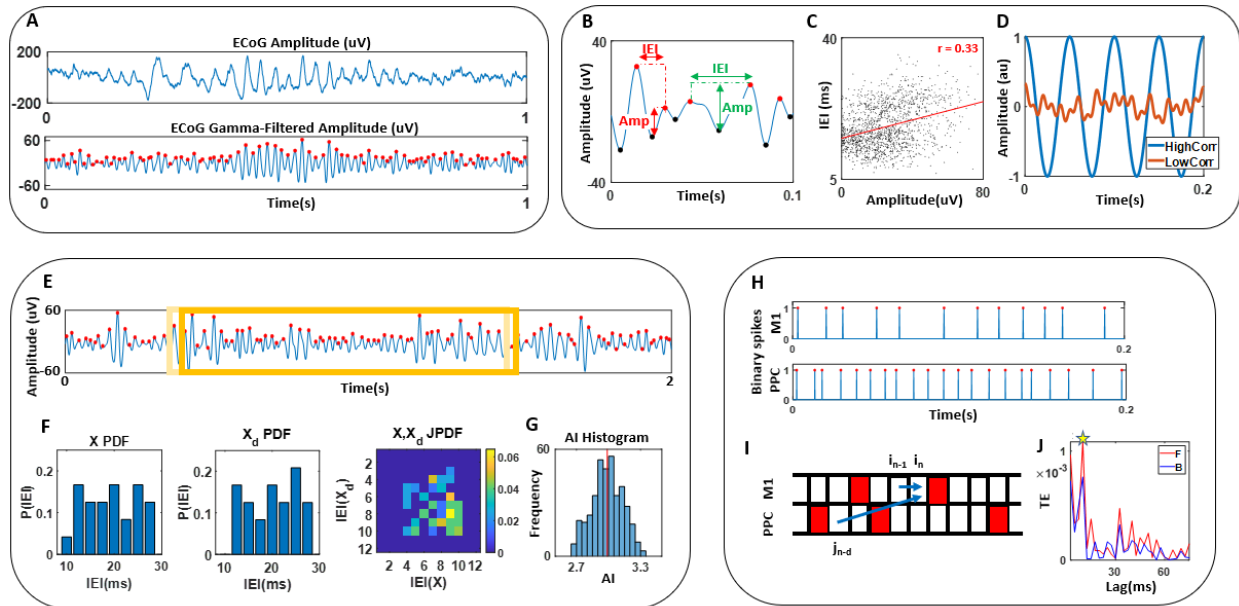 A
ECoG Amplitude (uV)
200
-200
0
1
ECoG Gamma-Filtered Amplitude (uV)
60
-60
0
1
Time(s)
B
IEI
IEI
40
Amplitude (uV)
Amp
Amp
-40
0
0.1
Time(s)
C
40
r = 0.33
IEI (ms)
5
0
80
Amplitude(uV)
D
1
Amplitude (au)
0
-1
HighCorr
LowCorr
0
0.2
Time(s)
E
60
Amplitude (uV)
-60
0
2
Time(s)
F
X PDF
0.2
P(IEI)
0.1
0
10
20
30
IEI(ms)
X_d PDF
0.2
P(IEI)
0.1
0
10
20
30
IEI(ms)
X,X_d JPDF
2
4
6
8
10
12
IEI(X_d)
2 4 6 8 10 12
IEI(X)
0.06
0.04
0.02
0
G
AI Histogram
60
Frequency
0
2.7
3.3
AI
H
Binary spikes
M1
1
0
0.2
PPC
1
0
0
0.2
Time(s)
I
i_{n-1} i_n
M1
PPC
j_{n-d}
J
1
×10^{-3}
TE
0
F
B
30
60
Lag(ms)